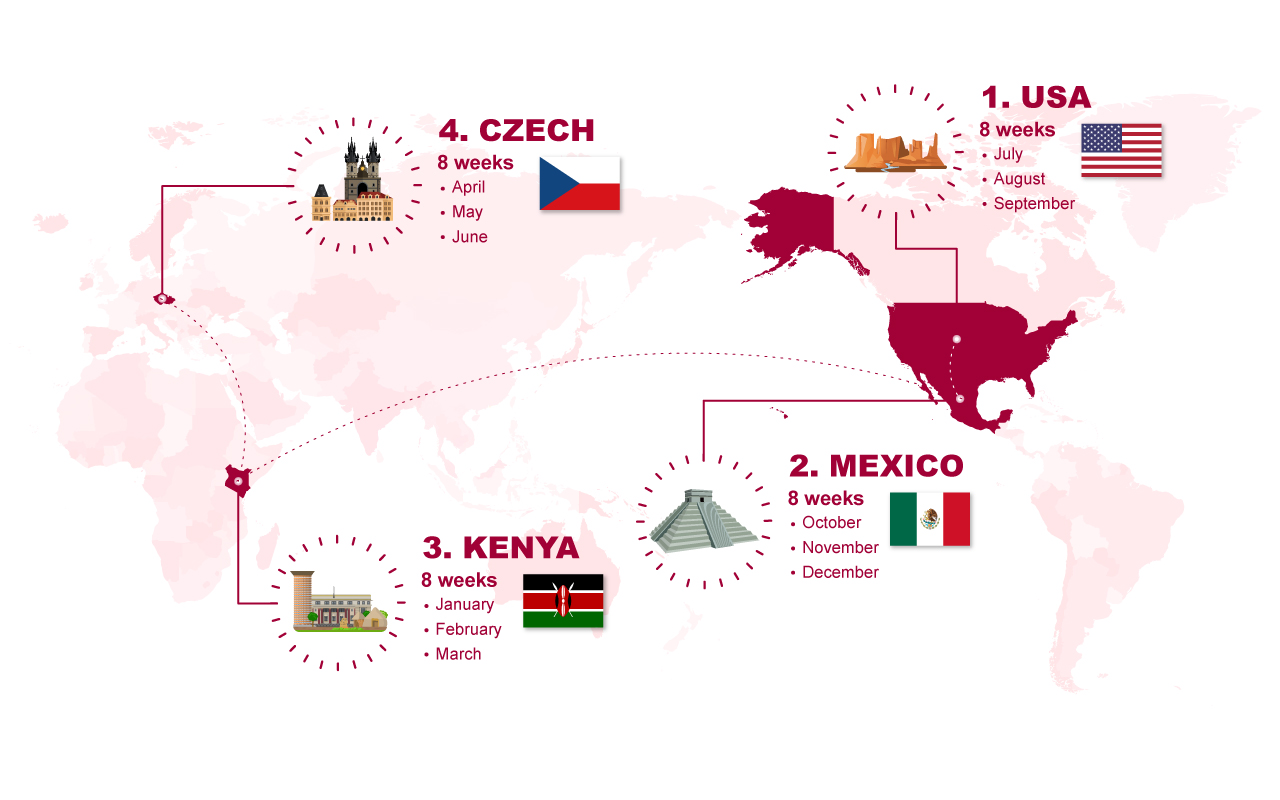 1. USA
8 weeks
• July
• August
• September
2. MEXICO
8 weeks
• October
• November
• December
3. KENYA
8 weeks
• January
• February
• March
4. CZECH
8 weeks
• April
• May
• June